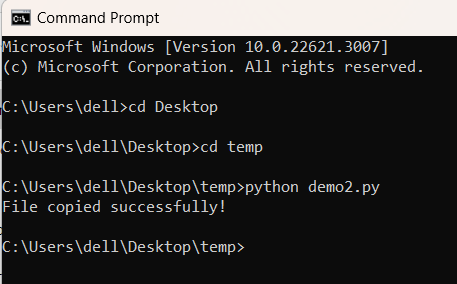 Command Prompt
Microsoft Windows [Version 10.0.22621.3007]
(c) Microsoft Corporation. All rights reserved.
C:\Users\dell>cd Desktop
C:\Users\dell\Desktop>cd temp
C:\Users\dell\Desktop\temp>python demo2.py
File copied successfully!
C:\Users\dell\Desktop\temp>